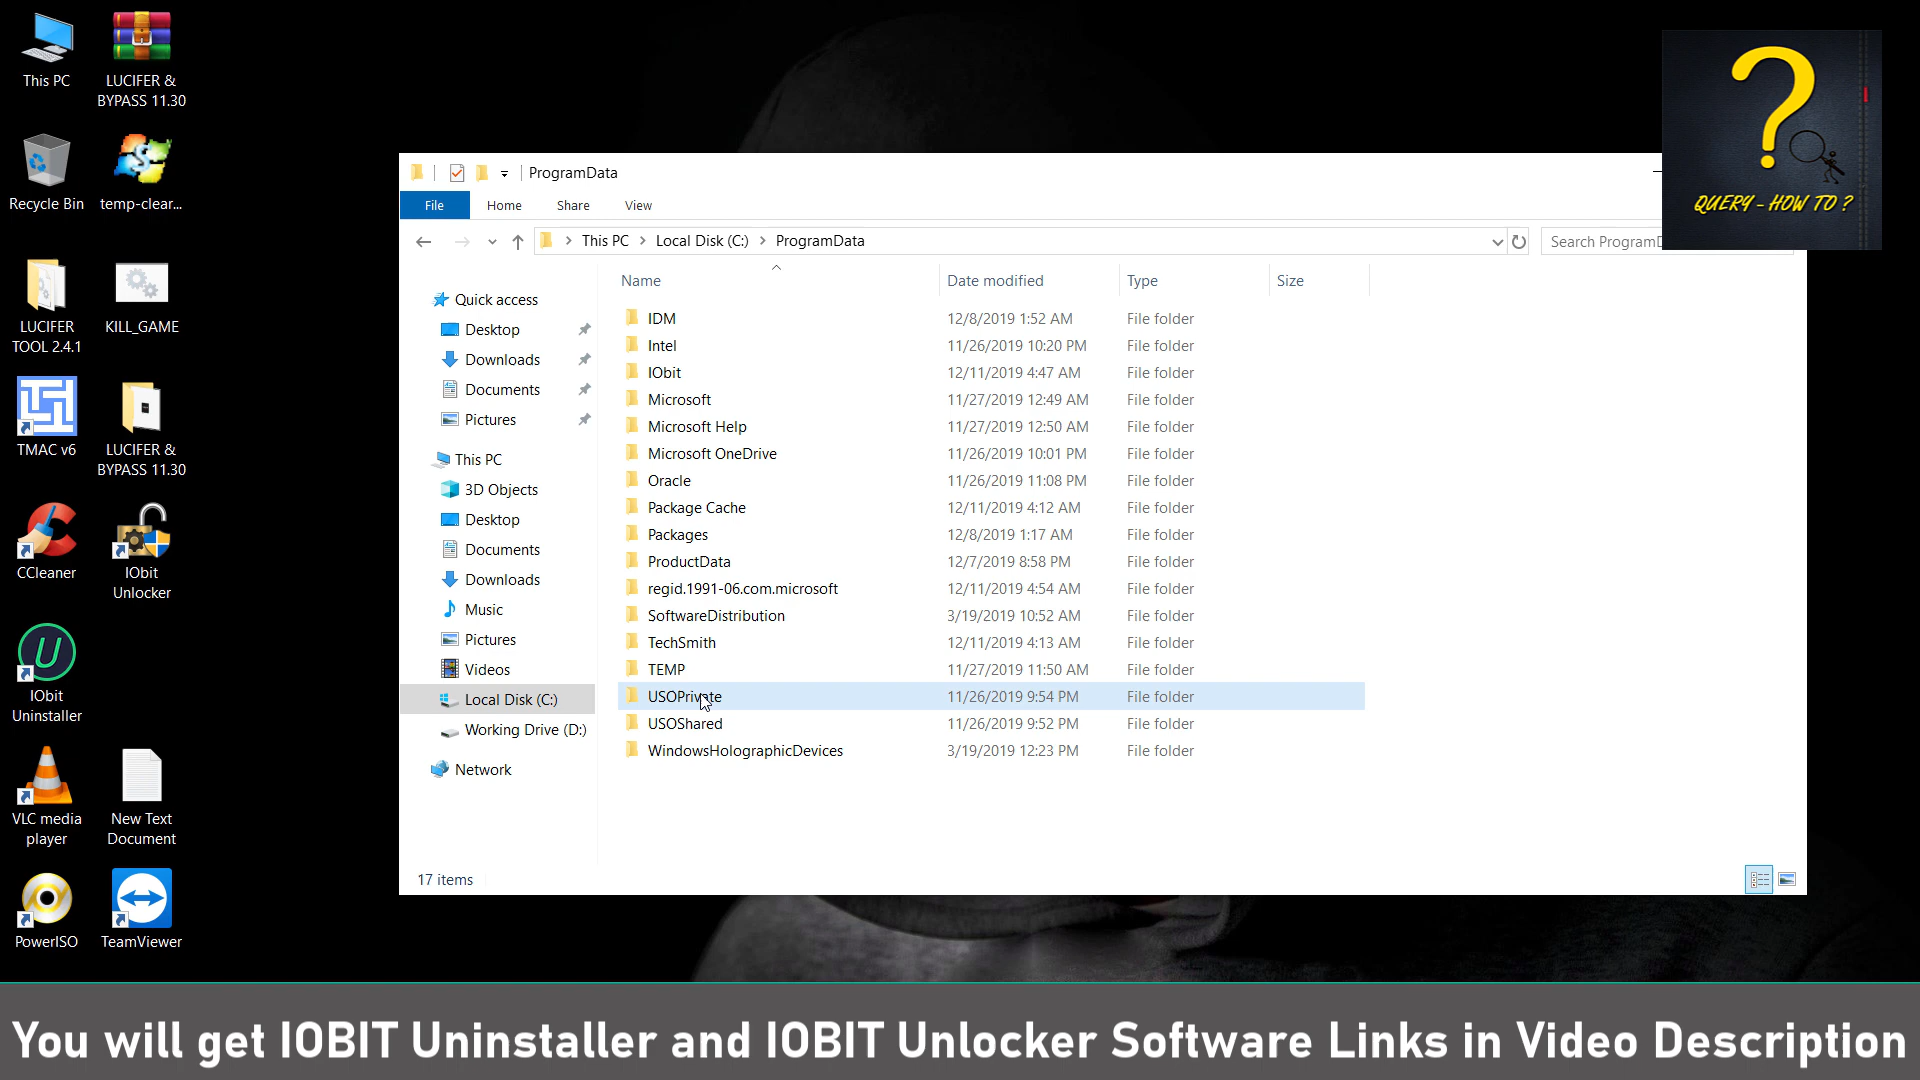 This PC
LUCIFER &
BYPASS 11.30
Recycle Bin
temp-clear...
LUCIFER
TOOL 2.4.1
KILL_GAME
TMAC v6
LUCIFER &
BYPASS 11.30
CCleaner
IObit
Unlocker
IObit
Uninstaller
VLC media
player
New Text
Document
PowerISO
TeamViewer
ProgramData
File Home Share View
This PC Local Disk (C:) ProgramData
Search ProgramD
QUERY - HOW TO ?
Quick access
Desktop
Downloads
Documents
Pictures
This PC
3D Objects
Desktop
Documents
Downloads
Music
Pictures
Videos
Local Disk (C:)
Working Drive (D:)
Network
Name Date modified Type Size
IDM 12/8/2019 1:52 AM File folder
Intel 11/26/2019 10:20 PM File folder
IObit 12/11/2019 4:47 AM File folder
Microsoft 11/27/2019 12:49 AM File folder
Microsoft Help 11/27/2019 12:50 AM File folder
Microsoft OneDrive 11/26/2019 10:01 PM File folder
Oracle 11/26/2019 11:08 PM File folder
Package Cache 12/11/2019 4:12 AM File folder
Packages 12/8/2019 1:17 AM File folder
ProductData 12/7/2019 8:58 PM File folder
regid.1991-06.com.microsoft 12/11/2019 4:54 AM File folder
SoftwareDistribution 3/19/2019 10:52 AM File folder
TechSmith 12/11/2019 4:13 AM File folder
TEMP 11/27/2019 11:50 AM File folder
USOPrivate 11/26/2019 9:54 PM File folder
USOShared 11/26/2019 9:52 PM File folder
WindowsHolographicDevices 3/19/2019 12:23 PM File folder
17 items
You will get IOBIT Uninstaller and IOBIT Unlocker Software Links in Video Description